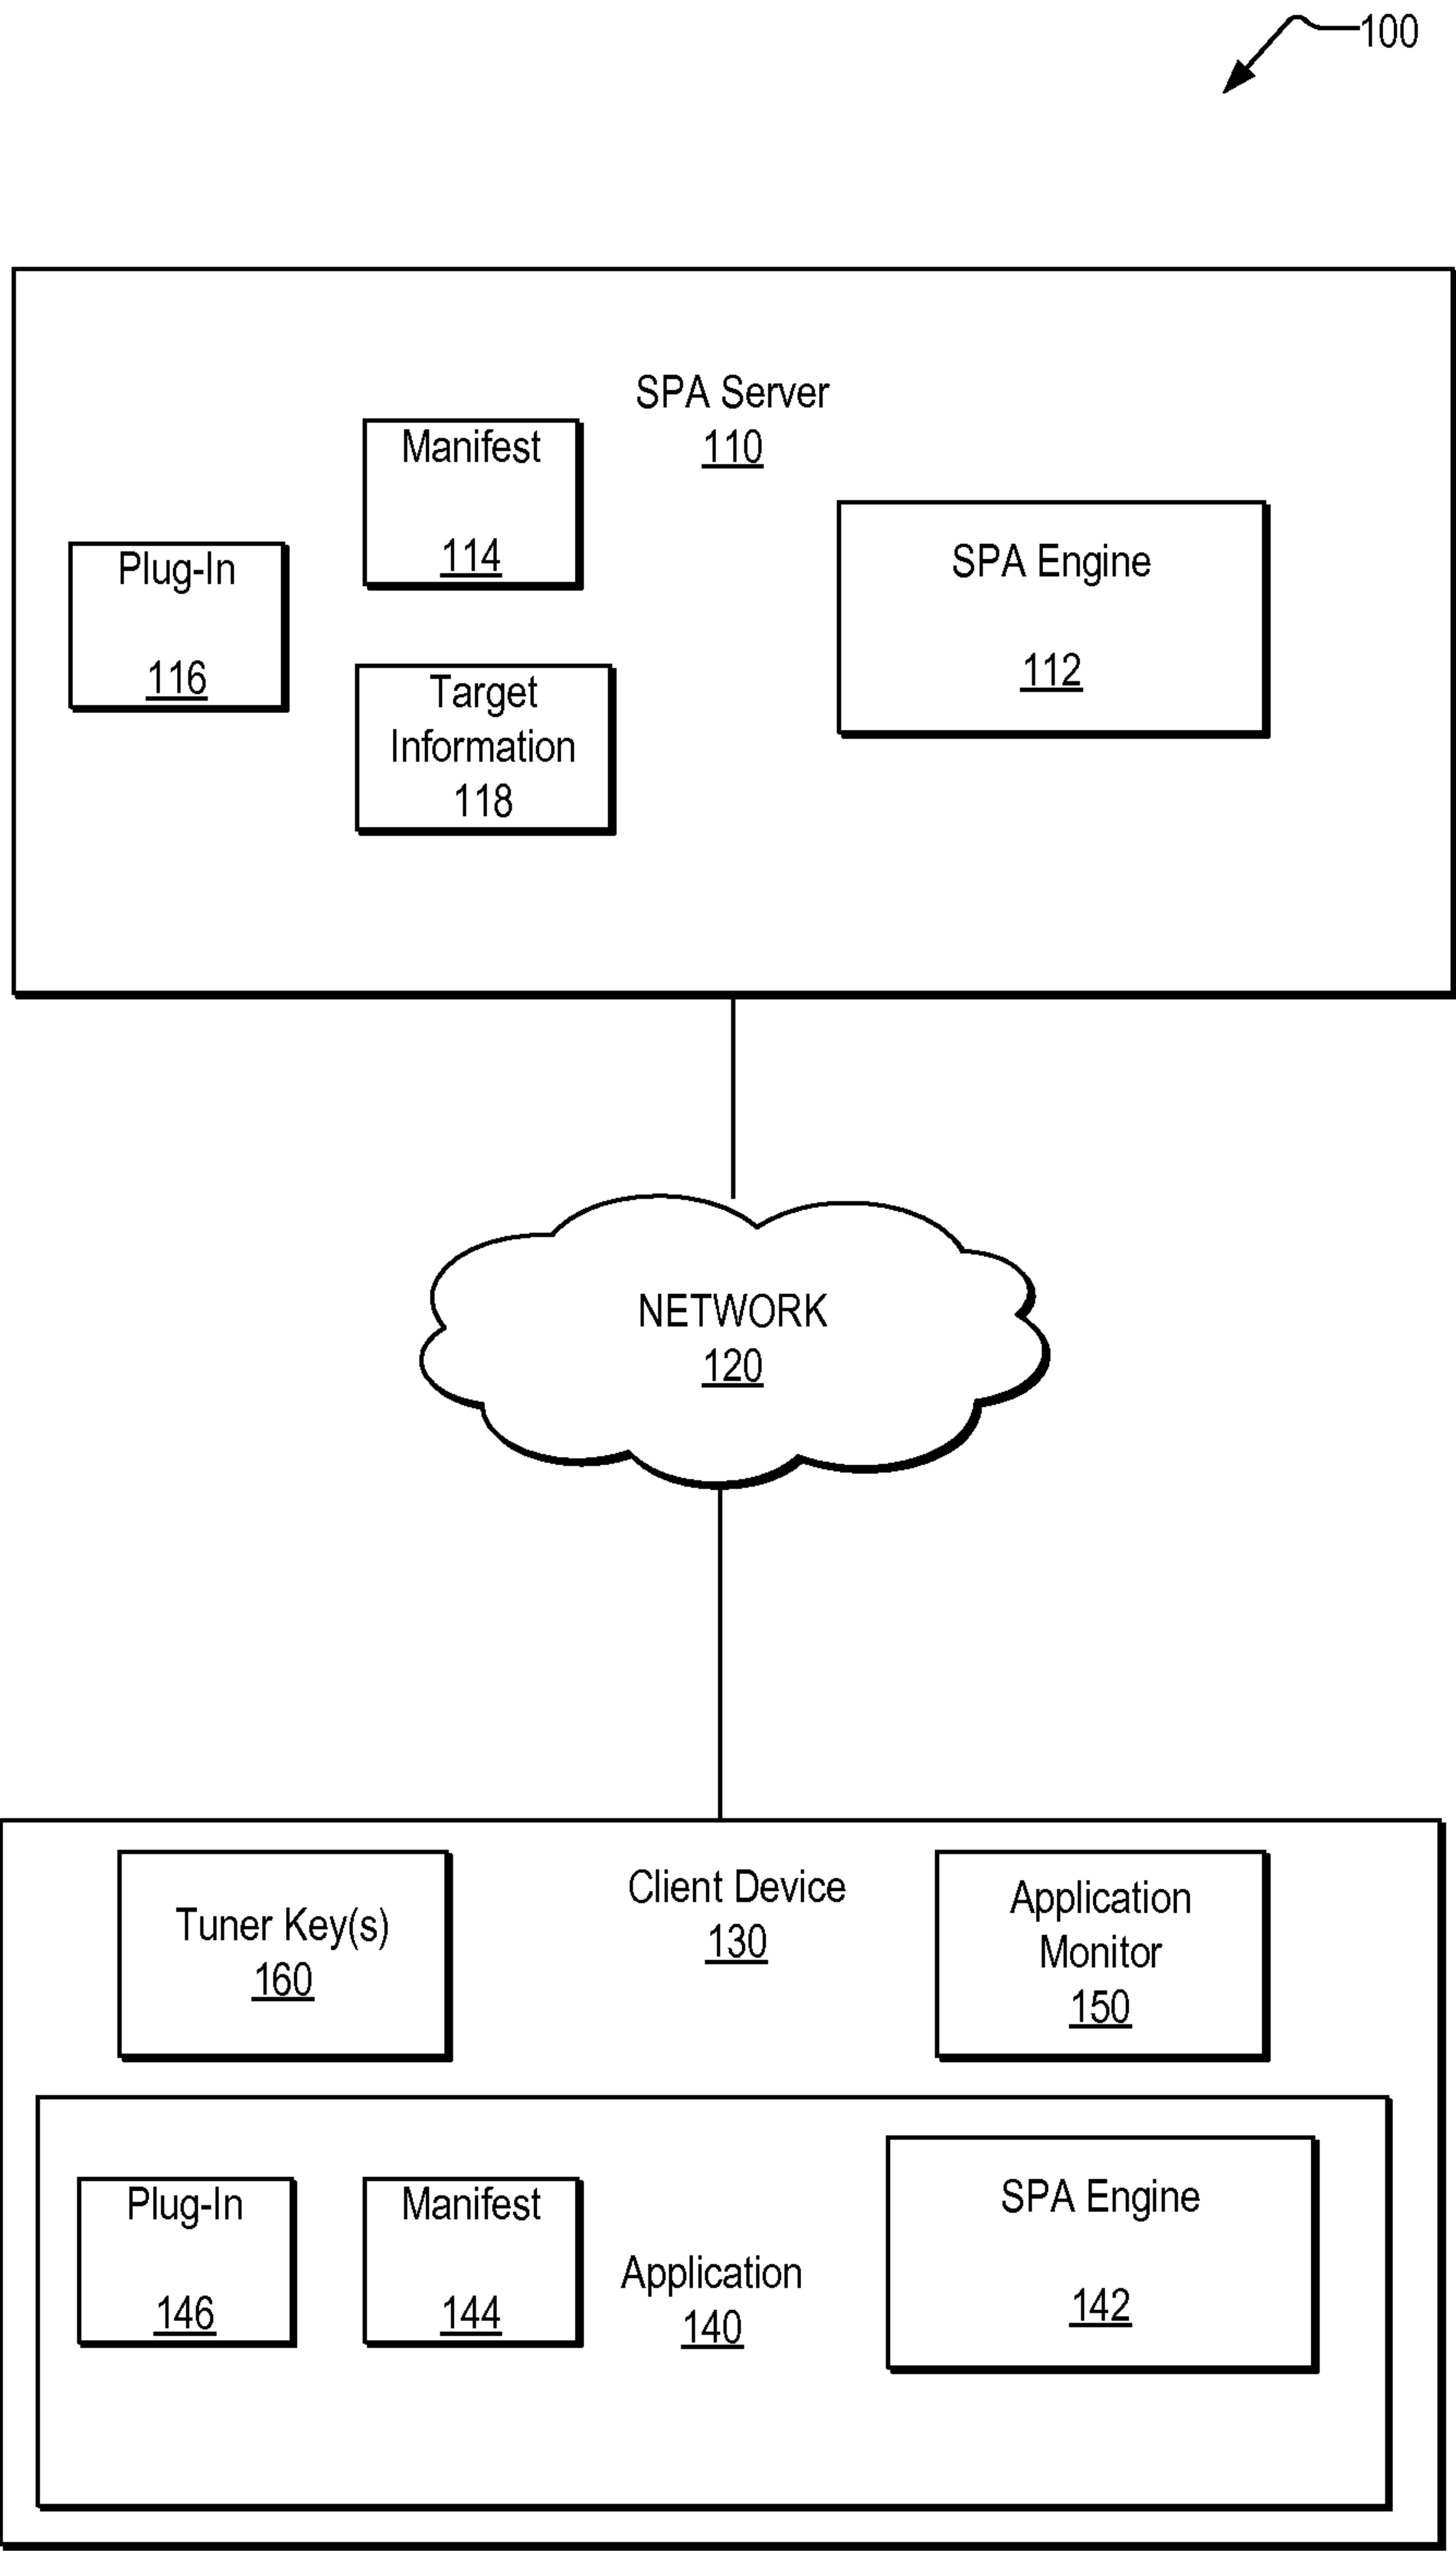 100
SPA Server
110
Manifest
114
Plug-In
116
SPA Engine
112
Target
Information
118
NETWORK
120
Client Device
130
Tuner Key(s)
160
Application
Monitor
150
Plug-In
146
Manifest
144
Application
140
SPA Engine
142